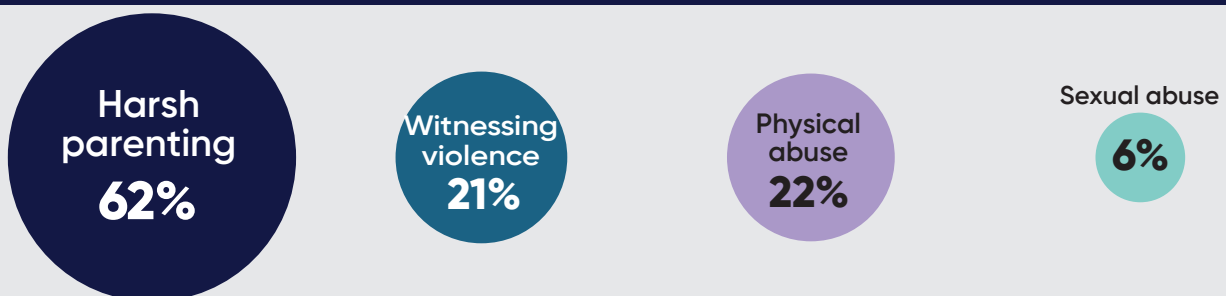 Harsh
parenting
62%
Witnessing
violence
21%
Physical
abuse
22%
Sexual abuse
6%